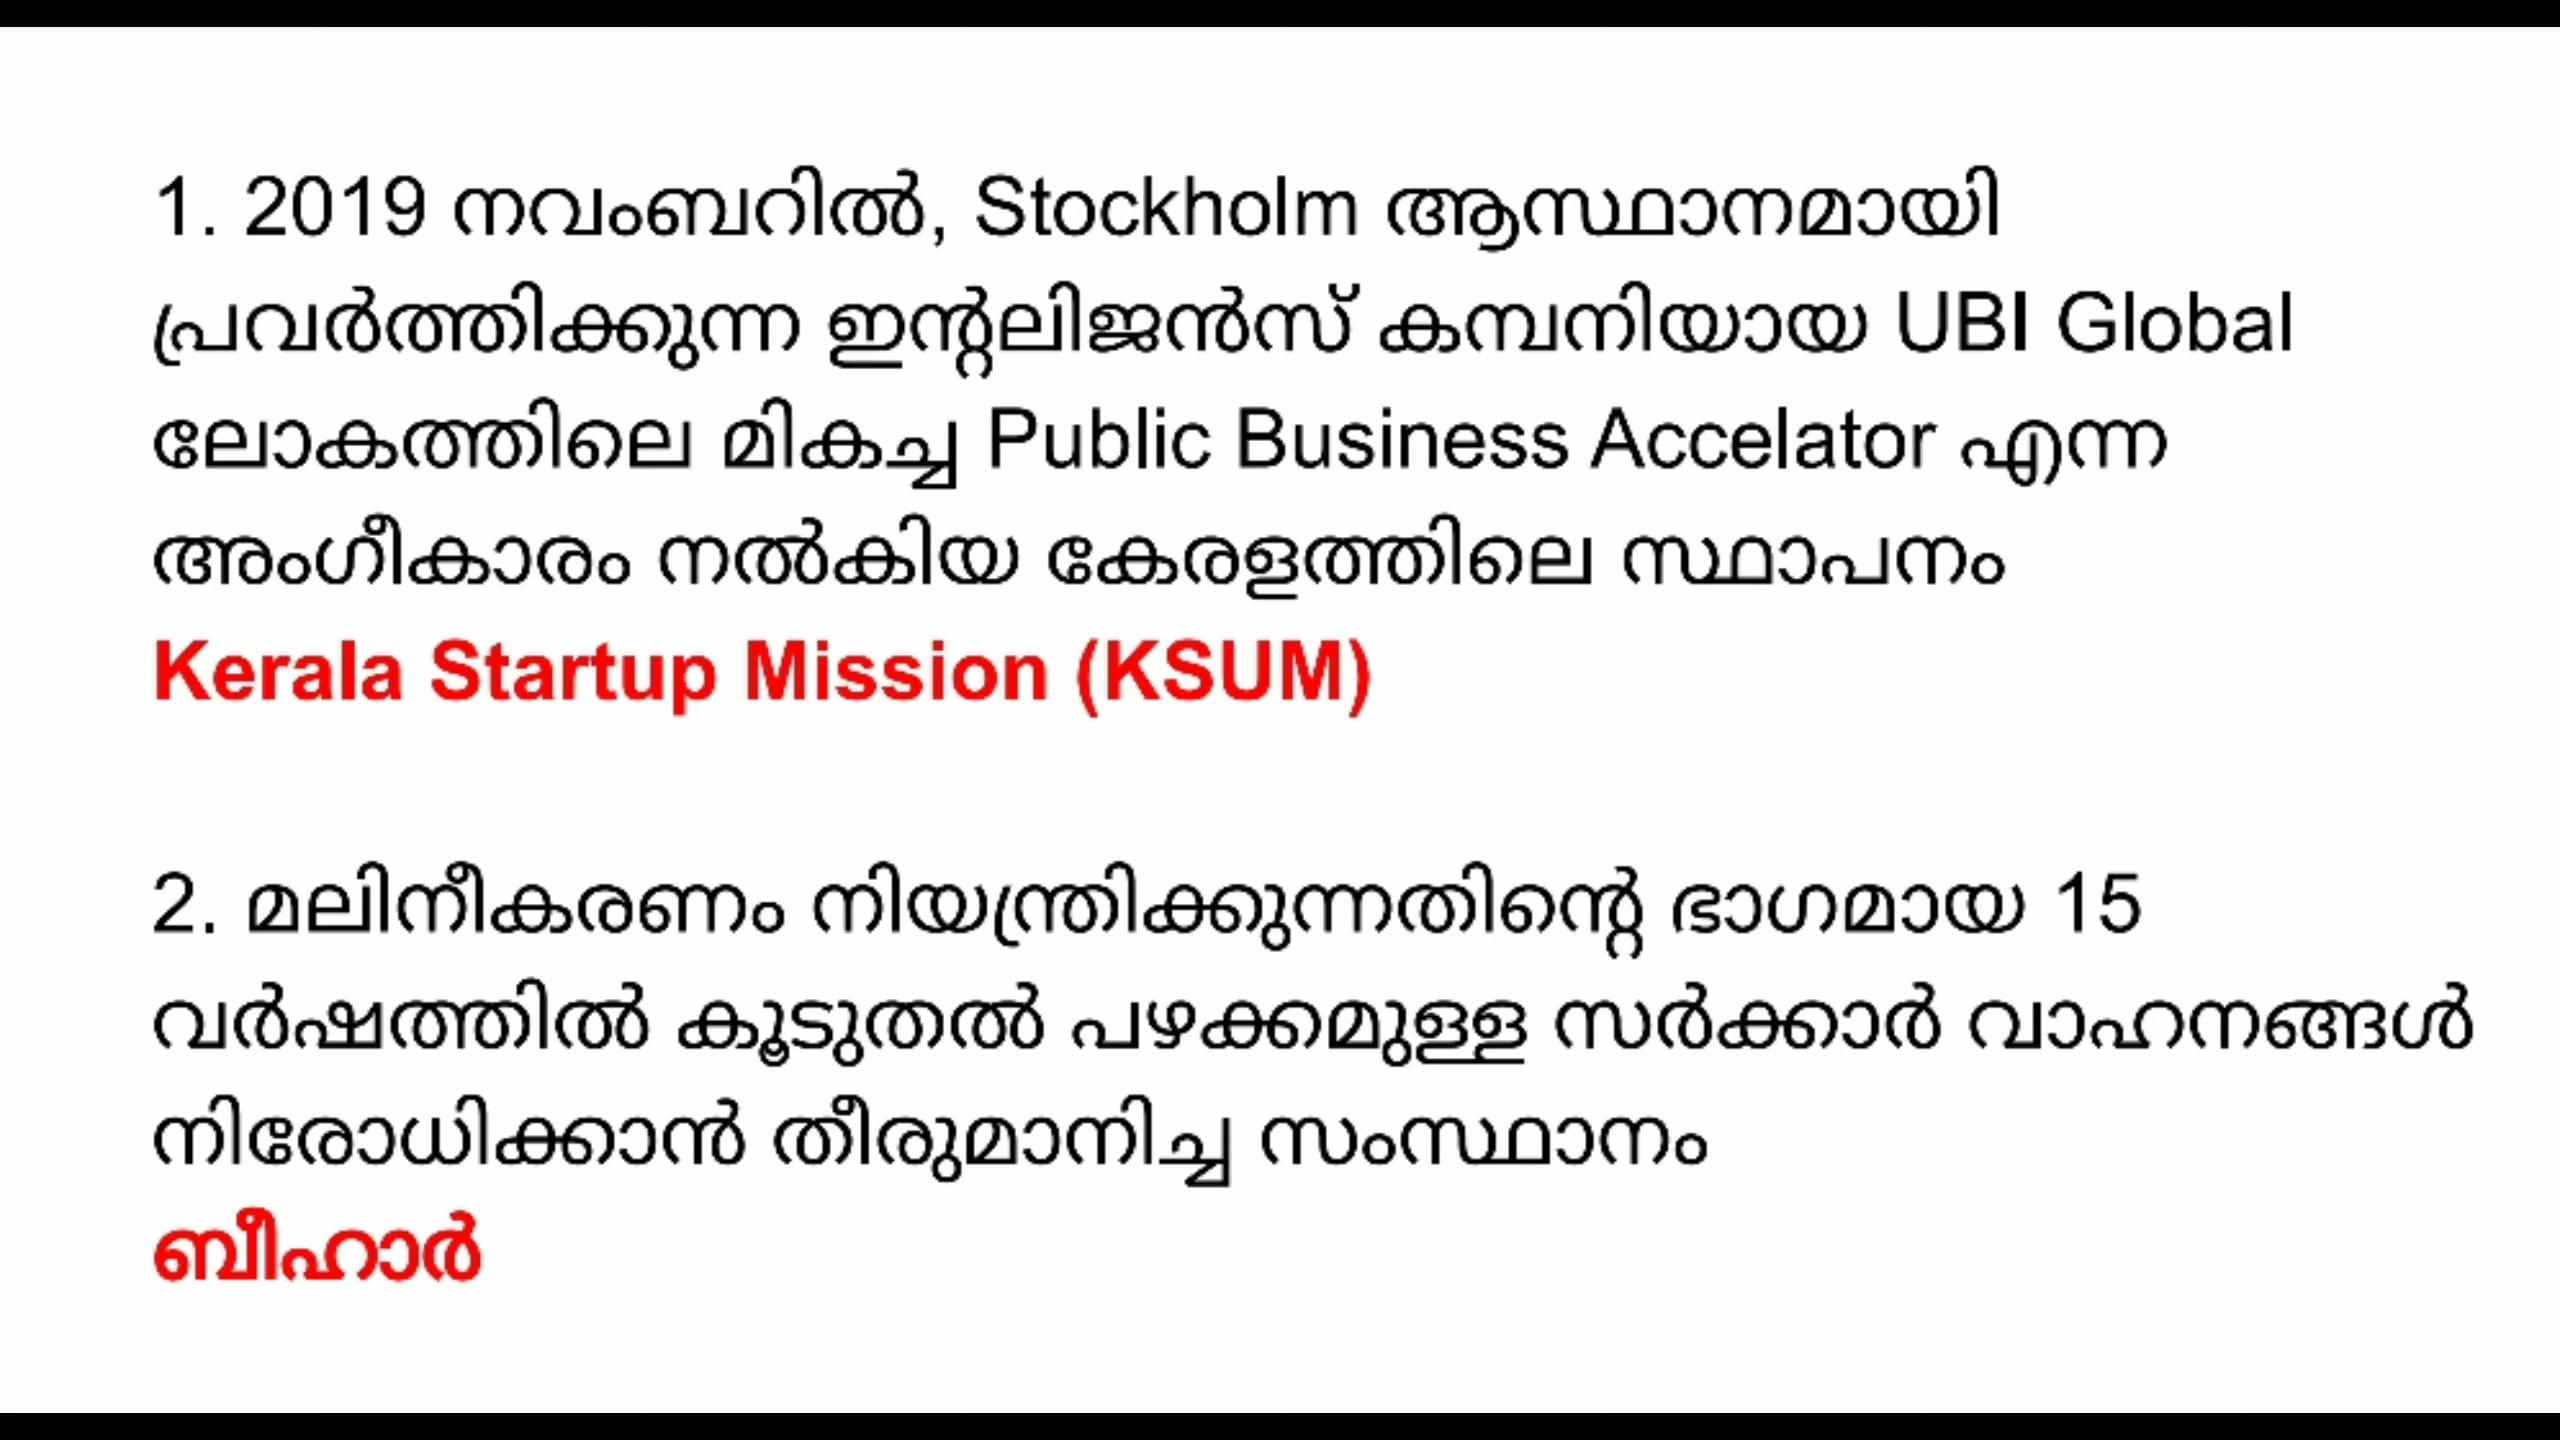 1. 2019 നവംബറിൽ, Stockholm ആസ്ഥാനമായി
പ്രവർത്തിക്കുന്ന ഇന്റലിജൻസ് കമ്പനിയായ UBI Global
ലോകത്തിലെ മികച്ച Public Business Accelator എന്ന
അംഗീകാരം നൽകിയ കേരളത്തിലെ സ്ഥാപനം
Kerala Startup Mission (KSUM)
2. മലിനീകരണം നിയന്ത്രിക്കുന്നതിന്റെ ഭാഗമായ 15
വർഷത്തിൽ കൂടുതൽ പഴക്കമുള്ള സർക്കാർ വാഹനങ്ങൾ
നിരോധിക്കാൻ തീരുമാനിച്ച സംസ്ഥാനം
ബീഹാർ